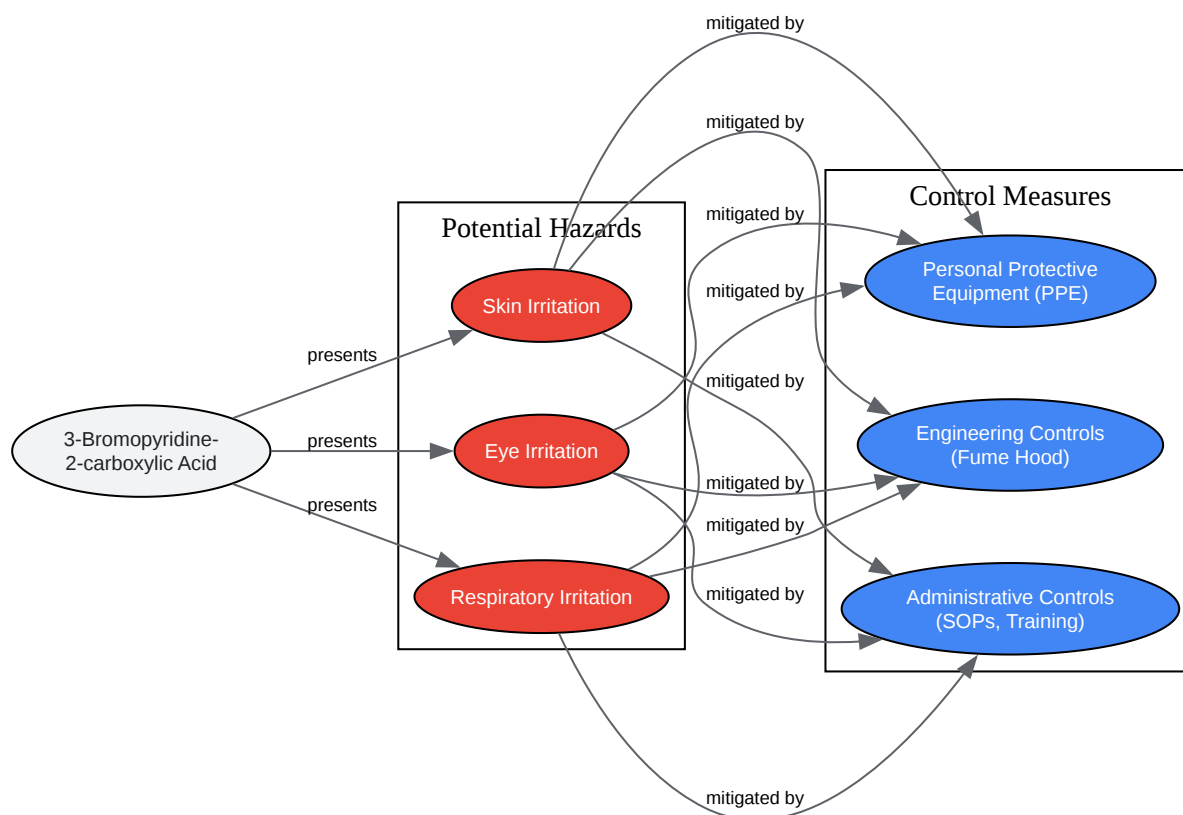 mitigated by
mitigated by
Control Measures
mitigated by
Potential Hazards
Personal Protective
Equipment (PPE)
mitigated by
Skin Irritation
presents
mitigated by
3-Bromopyridine-
2-carboxylic Acid
presents
Eye Irritation
Engineering Controls
(Fume Hood)
mitigated by
presents
mitigated by
Respiratory Irritation
mitigated by
Administrative Controls
(SOPs, Training)
mitigated by